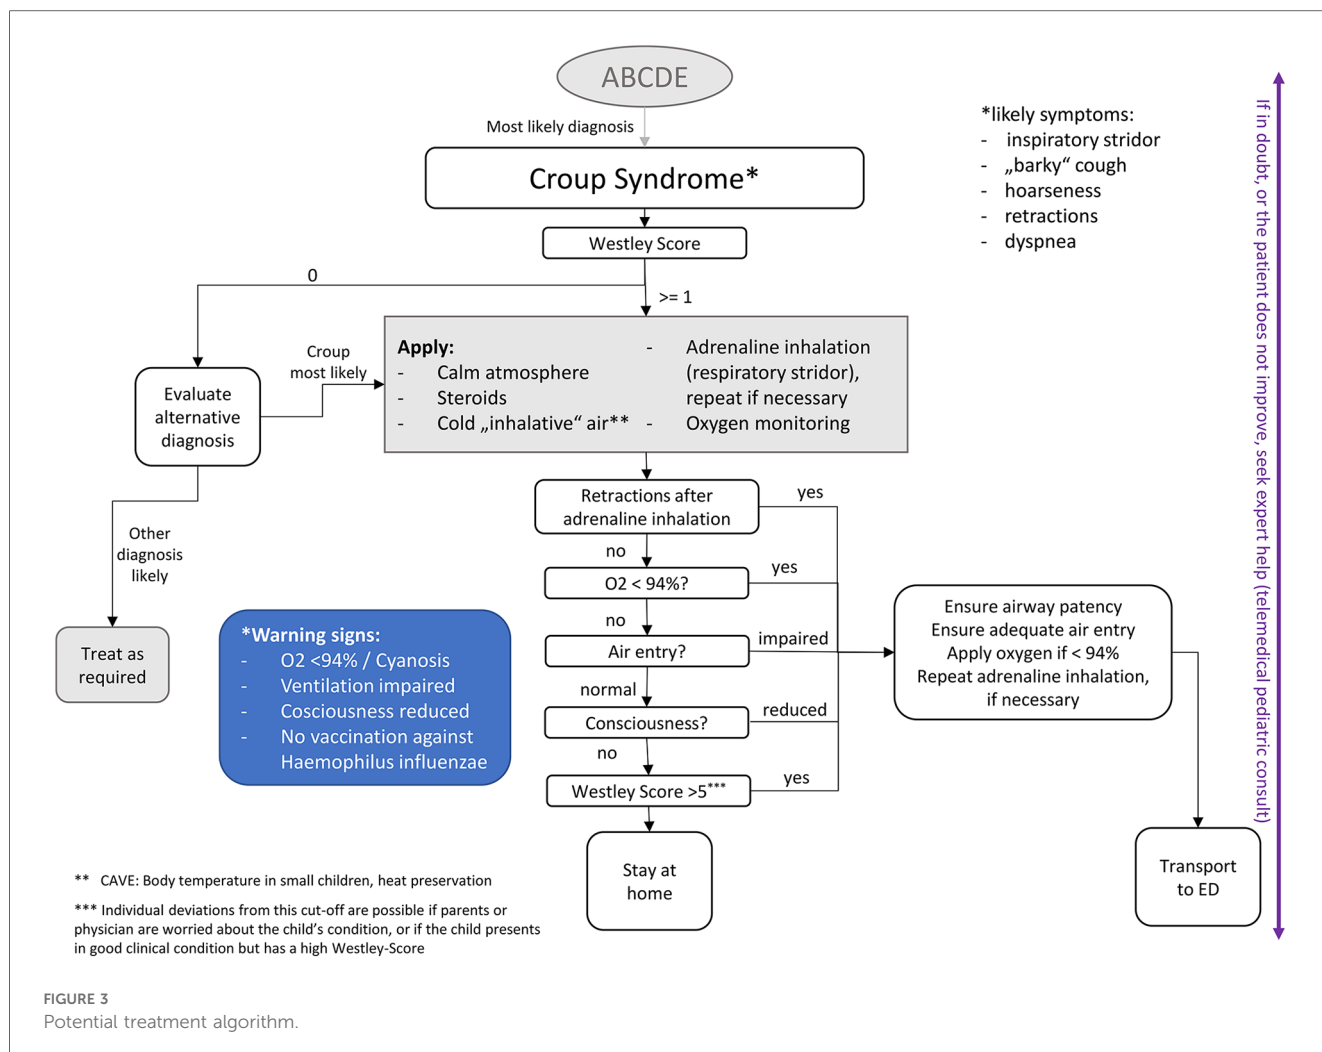 ABCDE
Most likely diagnosis
Croup Syndrome*
*likely symptoms:
- inspiratory stridor
- „barky“ cough
- hoarseness
- retractions
- dyspnea
If in doubt, or the patient does not improve, seek expert help (telemedical pediatric consult)
Westley Score
0
>= 1
Apply:
- Calm atmosphere
- Steroids
- Cold „inhalative“ air**
- Adrenaline inhalation
(respiratory stridor),
repeat if necessary
- Oxygen monitoring
Croup
most likely
Evaluate
alternative
diagnosis
Other
diagnosis
likely
Treat as
required
Retractions after
adrenaline inhalation
yes
no
O2 < 94%?
yes
no
Air entry?
impaired
normal
Consciousness?
reduced
no
Westley Score >5***
yes
Stay at
home
Ensure airway patency
Ensure adequate air entry
Apply oxygen if < 94%
Repeat adrenaline inhalation,
if necessary
Transport
to ED
*Warning signs:
- O2 <94% / Cyanosis
- Ventilation impaired
- Cosciousness reduced
- No vaccination against
Haemophilus influenzae
** CAVE: Body temperature in small children, heat preservation
*** Individual deviations from this cut-off are possible if parents or
physician are worried about the child’s condition, or if the child presents
in good clinical condition but has a high Westley-Score
FIGURE 3
Potential treatment algorithm.